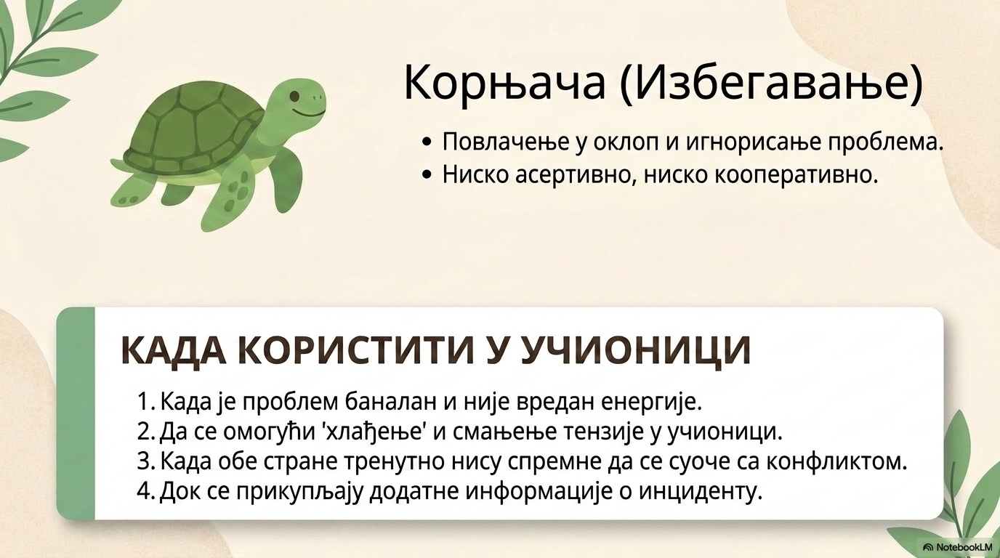 Корњача (Избегавање)
• Повлачење у оклоп и игнорисање проблема.
• Ниско асертивно, ниско кооперативно.
КАДА КОРИСТИТИ У УЧИОНИЦИ
1. Када је проблем баналан и није вредан енергије.
2. Да се омогући 'хлађење' и смањење тензије у учионици.
3. Када обе стране тренутно нису спремне да се суоче са конфликтом.
4. Док се прикупљају додатне информације о инциденту.
NotebookLM